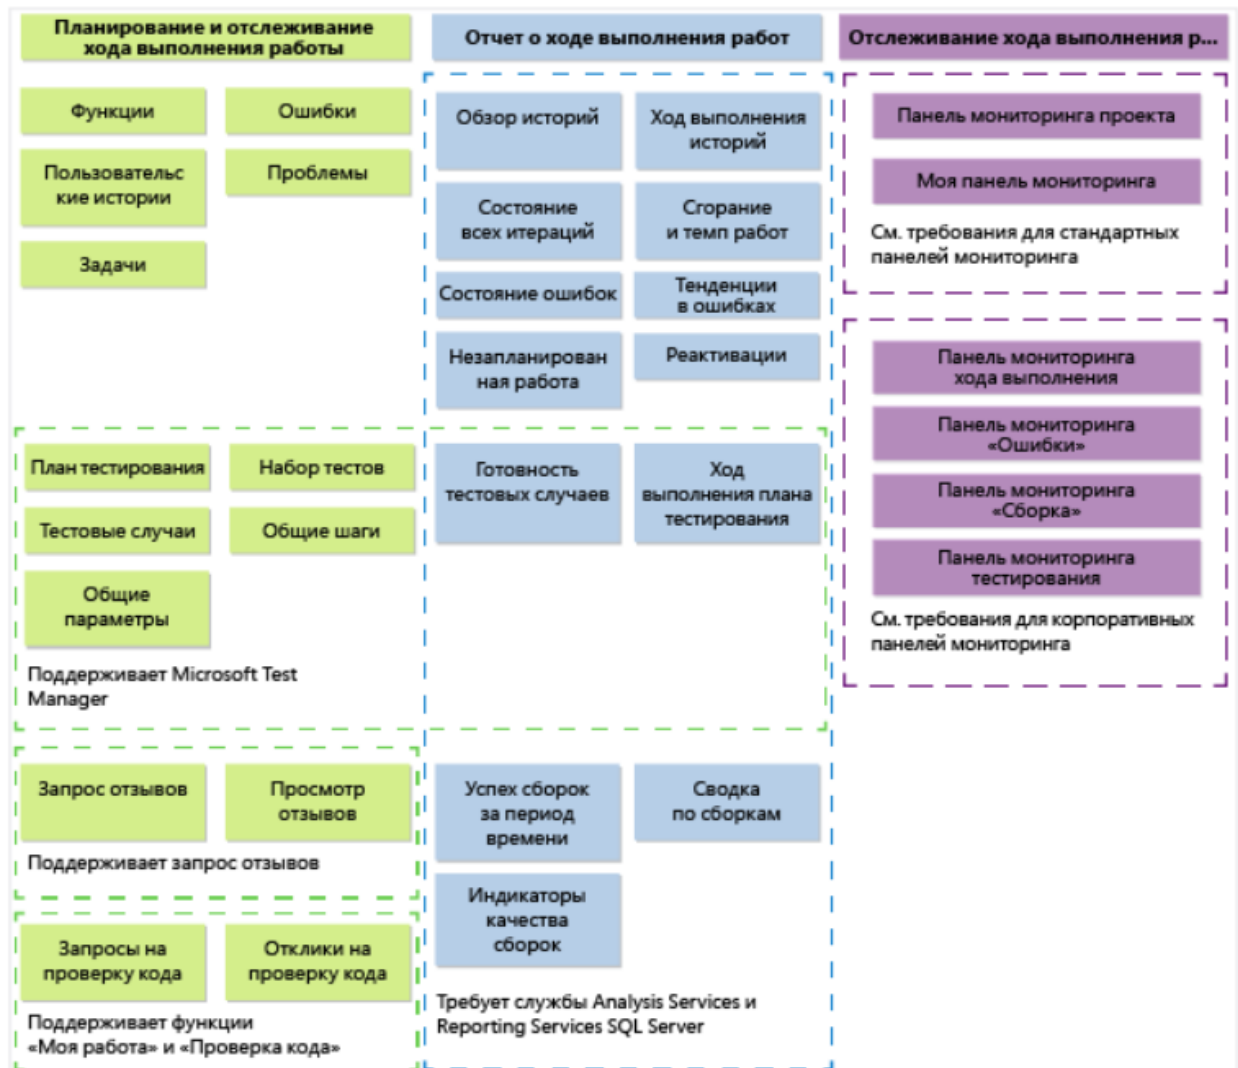 Планирование и отслеживание
хода выполнения работы
Функции
Ошибки
Пользовательс
кие истории
Проблемы
Задачи
План тестирования
Набор тестов
Тестовые случаи
Общие шаги
Общие
параметры
Поддерживает Microsoft Test
Manager
Запрос отзывов
Просмотр
отзывов
Поддерживает запрос отзывов
Запросы на
проверку кода
Отклики на
проверку кода
Поддерживает функции
«Моя работа» и «Проверка кода»
Отчет о ходе выполнения работ
Обзор историй
Ход выполнения
историй
Состояние
всех итераций
Сгорание
и темп работ
Состояние ошибок
Тенденции
в ошибках
Незапланирован
ная работа
Реактивации
Готовность
тестовых случаев
Ход
выполнения плана
тестирования
Успех сборок
за период
времени
Сводка
по сборкам
Индикаторы
качества
сборок
Требует службы Analysis Services и
Reporting Services SQL Server
Отслеживание хода выполнения р...
Панель мониторинга проекта
Моя панель мониторинга
См. требования для стандартных
панелей мониторинга
Панель мониторинга
хода выполнения
Панель мониторинга
«Ошибки»
Панель мониторинга
«Сборка»
Панель мониторинга
тестирования
См. требования для корпоративных
панелей мониторинга